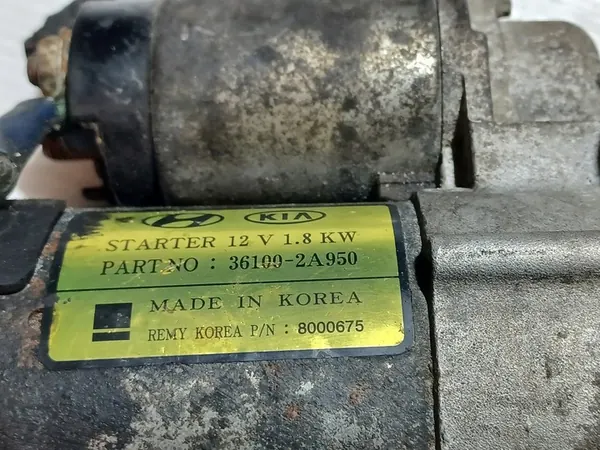 KIA
STARTER 12 V 1.8 KW
PART NO : 36100-2A950
MADE IN KOREA
REMY KOREA P/N : 8000675